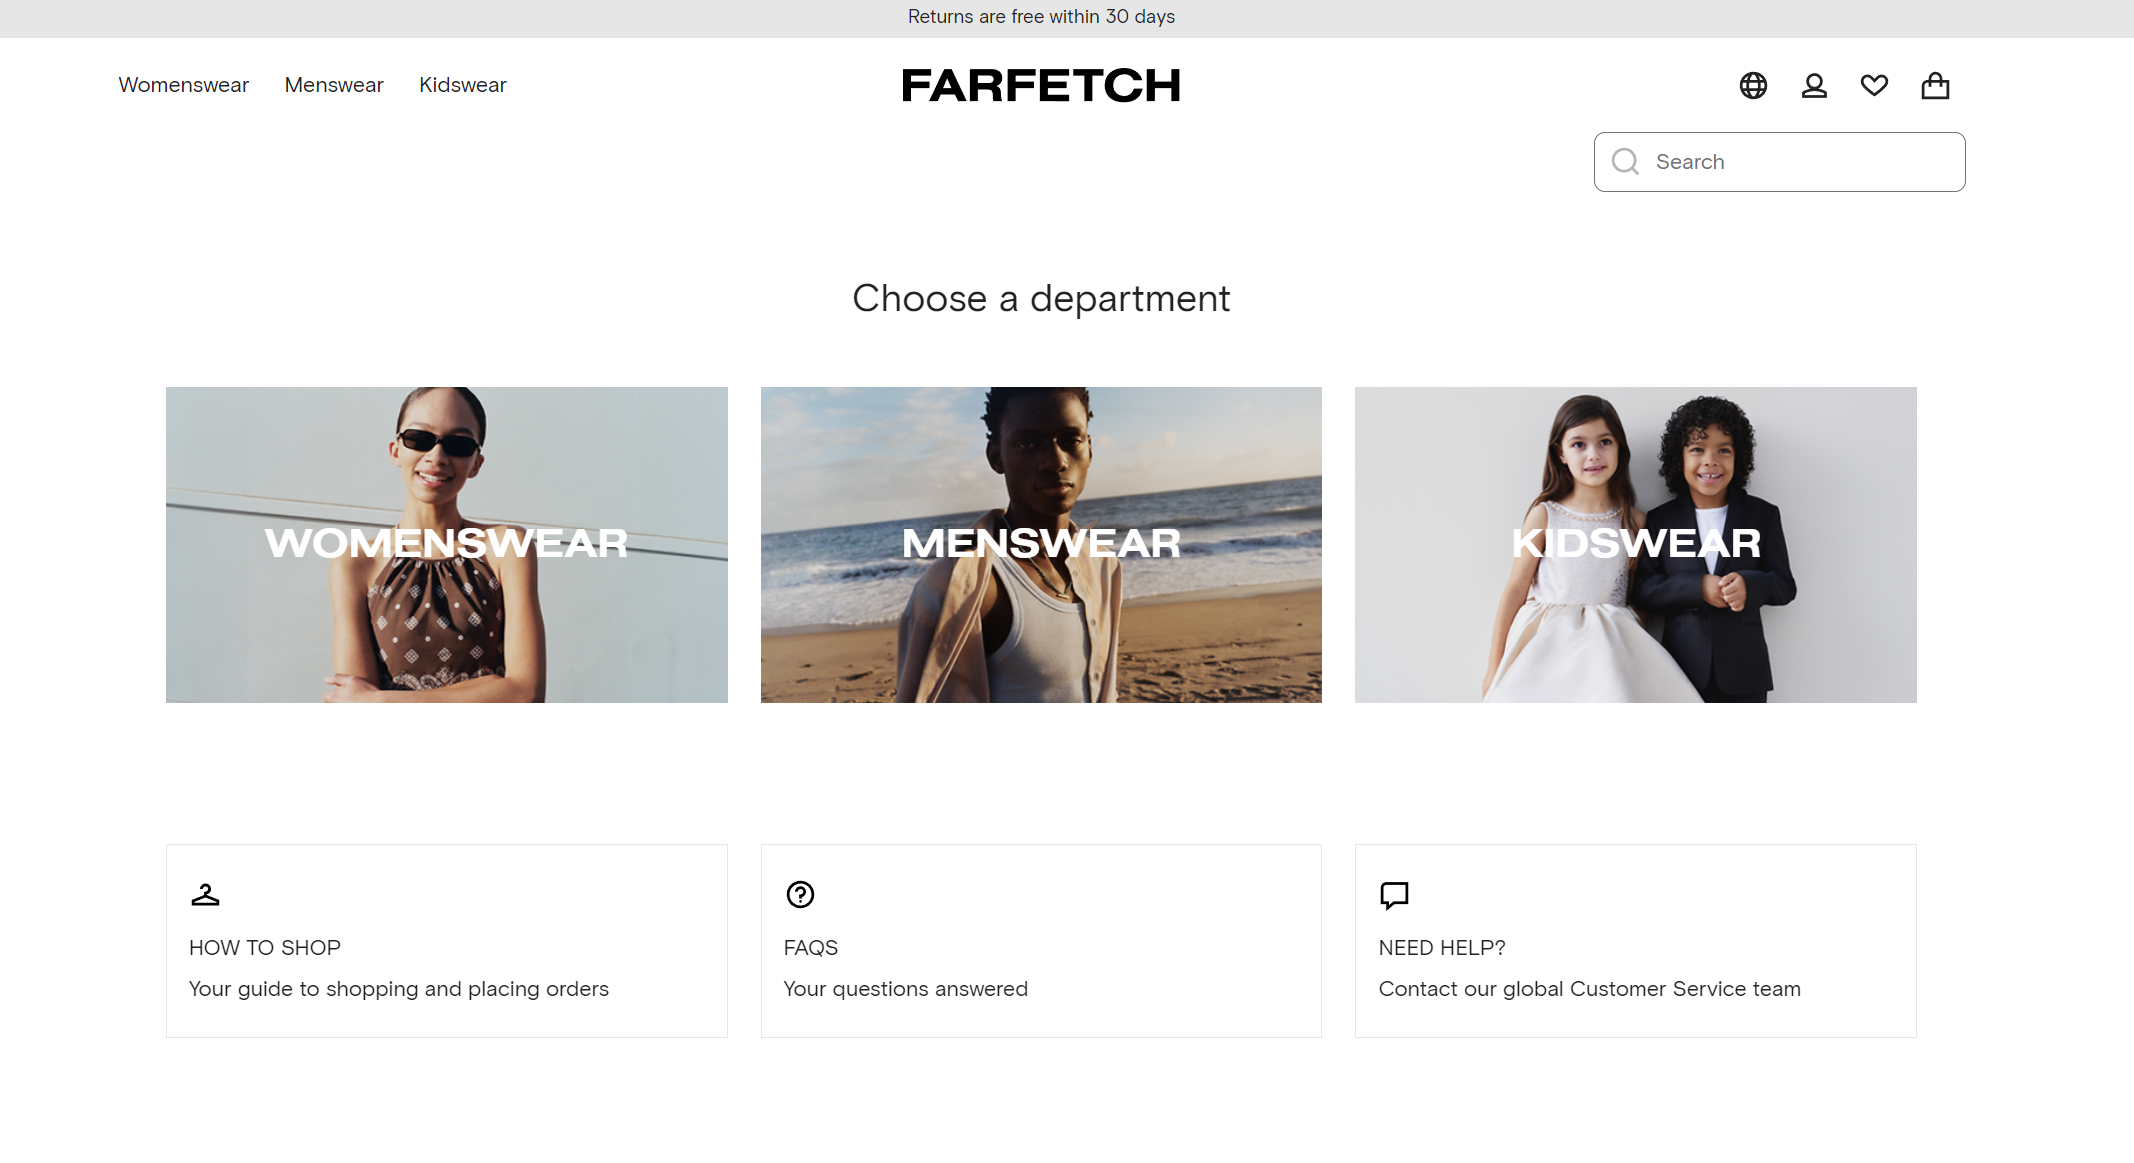 Returns are free within 30 days
Womenswear
Menswear
Kidswear
FARFETCH
Search
Choose a department
WOMENSWEAR
MENSWEAR
KIDSWEAR
HOW TO SHOP
Your guide to shopping and placing orders
FAQS
Your questions answered
NEED HELP?
Contact our global Customer Service team